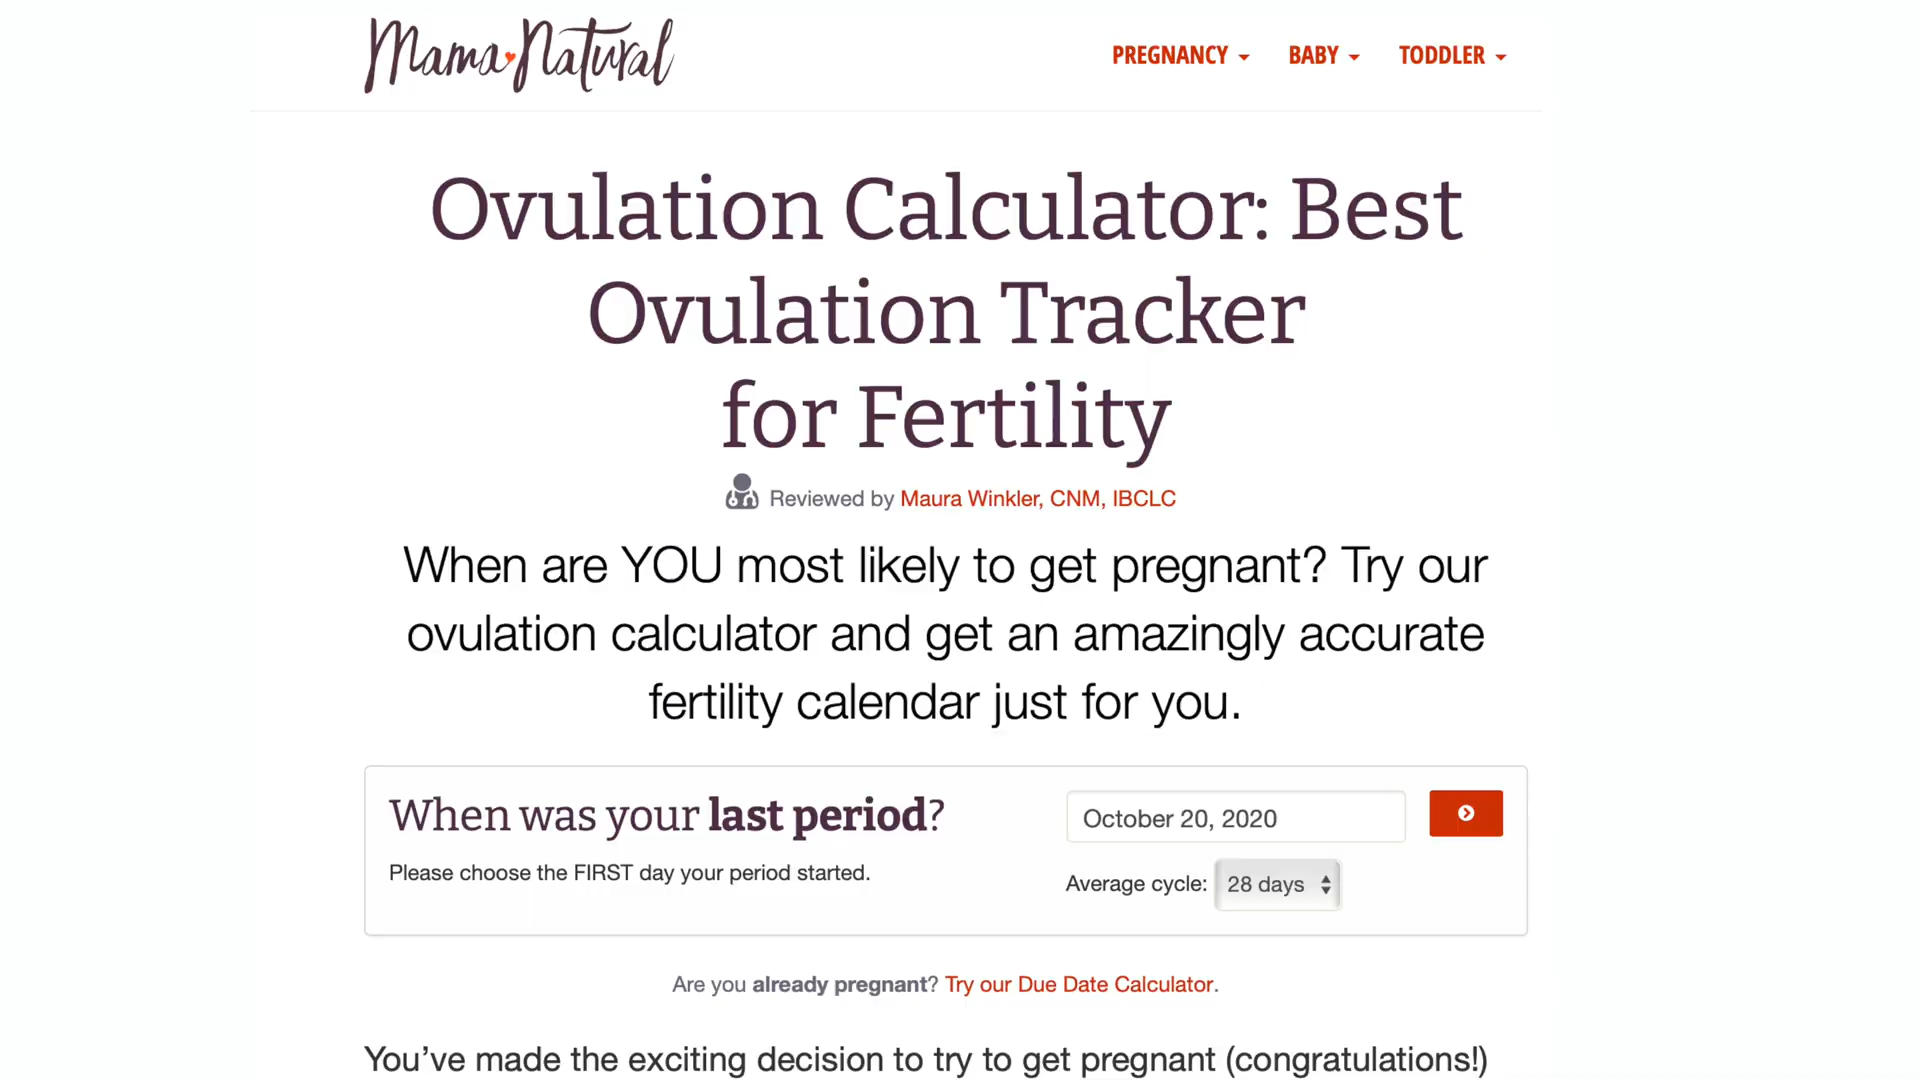 Mama Natural
PREGNANCY BABY TODDLER
Ovulation Calculator: Best
Ovulation Tracker
for Fertility
Reviewed by Maura Winkler, CNM, IBCLC
When are YOU most likely to get pregnant? Try our
ovulation calculator and get an amazingly accurate
fertility calendar just for you.
When was your last period?
October 20, 2020
Please choose the FIRST day your period started.
Average cycle: 28 days
Are you already pregnant? Try our Due Date Calculator.
You’ve made the exciting decision to try to get pregnant (congratulations!)